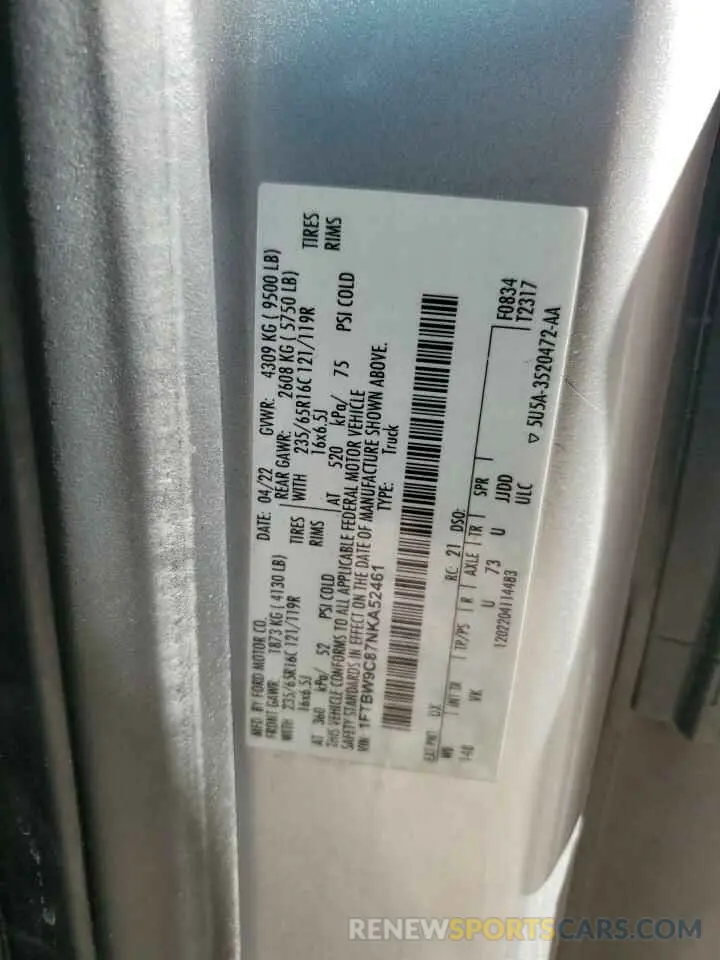 MFD BY FORD MOTOR CO. DATE: 04/22 GVWR: 4309 KG ( 9500 LB)
FRONT GAWR: 1873 KG ( 4130 LB) REAR GAWR: 2608 KG ( 5750 LB)
WITH 235/65R16C 121/119R TIRES WITH 235/65R16C 121/119R TIRES
16x6.5J RIMS 16x6.5J RIMS
AT 360 kPa/ 52 PSI COLD AT 520 kPa/ 75 PSI COLD
THIS VEHICLE CONFORMS TO ALL APPLICABLE FEDERAL MOTOR VEHICLE
SAFETY STANDARDS IN EFFECT ON THE DATE OF MANUFACTURE SHOWN ABOVE.
VIN: 1FTBW9C87NKA52461 TYPE: Truck
EXT PNT: UX RC: 21 DSO: F0834
WB INT TR TP/PS R AXLE TR SPR T2317
148 VK U 73 U JJDD
1202204114483 ULC
▽ 5U5A-3520472-AA
RENEWSPORTSCARS.COM